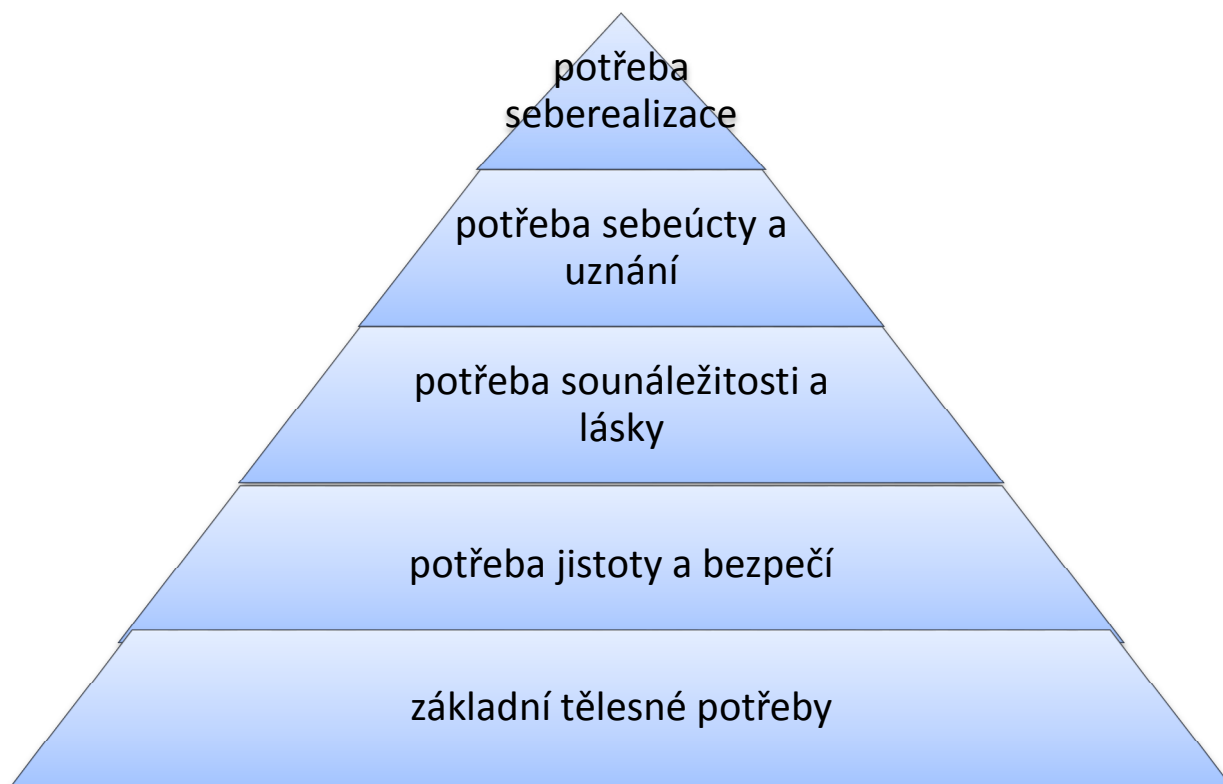 potřeba
seberealizace
potřeba sebeúcty a
uznání
potřeba sounáležitosti a
lásky
potřeba jistoty a bezpečí
základní tělesné potřeby